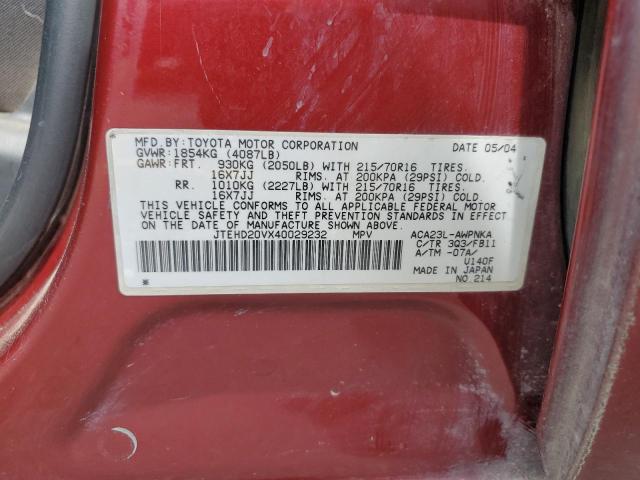 MFD.BY:TOYOTA MOTOR CORPORATION DATE 05/04
GVWR:1854KG (4087LB)
GAWR:FRT. 930KG (2050LB) WITH 215/70R16 TIRES.
16X7JJ RIMS. AT 200KPA (29PSI) COLD.
RR. 1010KG (2227LB) WITH 215/70R16 TIRES.
16X7JJ RIMS. AT 200KPA (29PSI) COLD.
THIS VEHICLE CONFORMS TO ALL APPLICABLE FEDERAL MOTOR
VEHICLE SAFETY AND THEFT PREVENTION STANDARDS IN EFFECT
ON THE DATE OF MANUFACTURE SHOWN ABOVE.
JTEHD20VX40029232 MPV ACA23L-AWPNKA
C/TR 3Q3/FB11
A/TM -07A/
U140F
MADE IN JAPAN
NO.214